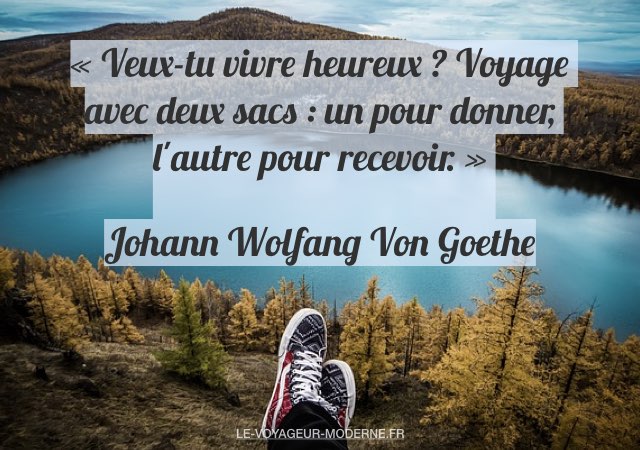 « Veux-tu vivre heureux ? Voyage
avec deux sacs : un pour donner,
l'autre pour recevoir. »
Johann Wolfang Von Goethe
LE-VOYAGEUR-MODERNE.FR